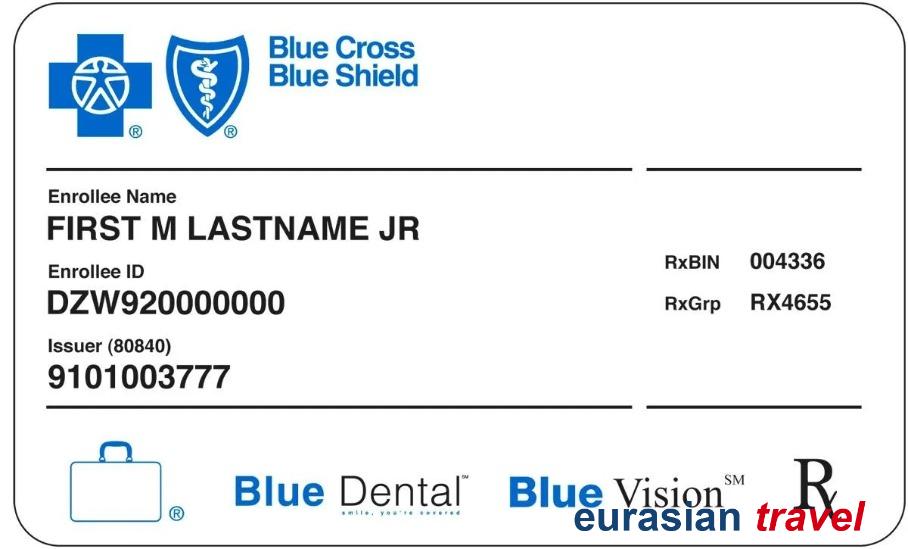 Blue Cross
Blue Shield
®
®
Enrollee Name
FIRST M LASTNAME JR
Enrollee ID
DZW920000000
Issuer (80840)
9101003777
RxBIN 004336
RxGrp RX4655
®
Blue Dental™
smile, you're covered
Blue Vision℠
Rx
eurasian travel